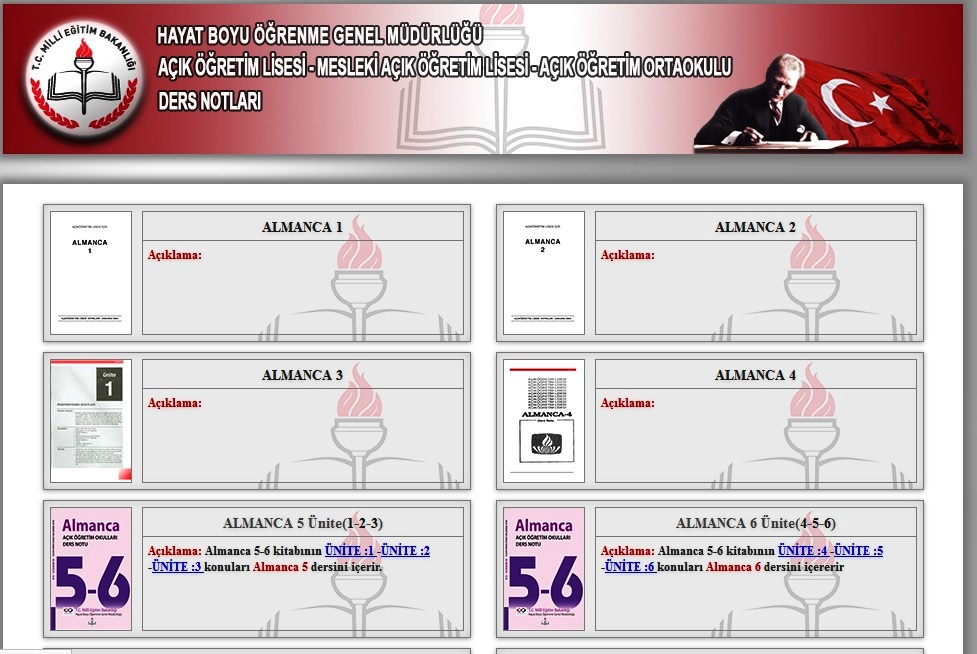 T.C. MİLLİ EĞİTİM BAKANLIĞI
HAYAT BOYU ÖĞRENME GENEL MÜDÜRLÜĞÜ
AÇIK ÖĞRETİM LİSESİ - MESLEKİ AÇIK ÖĞRETİM LİSESİ - AÇIK ÖĞRETİM ORTAOKULU
DERS NOTLARI
ALMANCA
1
ALMANCA 1
Açıklama:
ALMANCA
2
ALMANCA 2
Açıklama:
ünite
1
ALMANCA 3
Açıklama:
ALMANCA-4
Ders Notu
ALMANCA 4
Açıklama:
Almanca
AÇIK ÖĞRETİM OKULLARI
DERS NOTU
5-6
T.C. Milli Eğitim Bakanlığı
ALMANCA 5 Ünite(1-2-3)
Açıklama: Almanca 5-6 kitabının ÜNİTE :1 -ÜNİTE :2
-ÜNİTE :3 konuları Almanca 5 dersini içerir.
Almanca
AÇIK ÖĞRETİM OKULLARI
DERS NOTU
5-6
T.C. Milli Eğitim Bakanlığı
ALMANCA 6 Ünite(4-5-6)
Açıklama: Almanca 5-6 kitabının ÜNİTE :4 -ÜNİTE :5
-ÜNİTE :6 konuları Almanca 6 dersini içererir